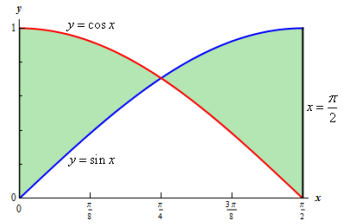 y
y = cos x
1
x = π/2
y = sin x
0
0 π/8 π/4 3π/8 π/2 x